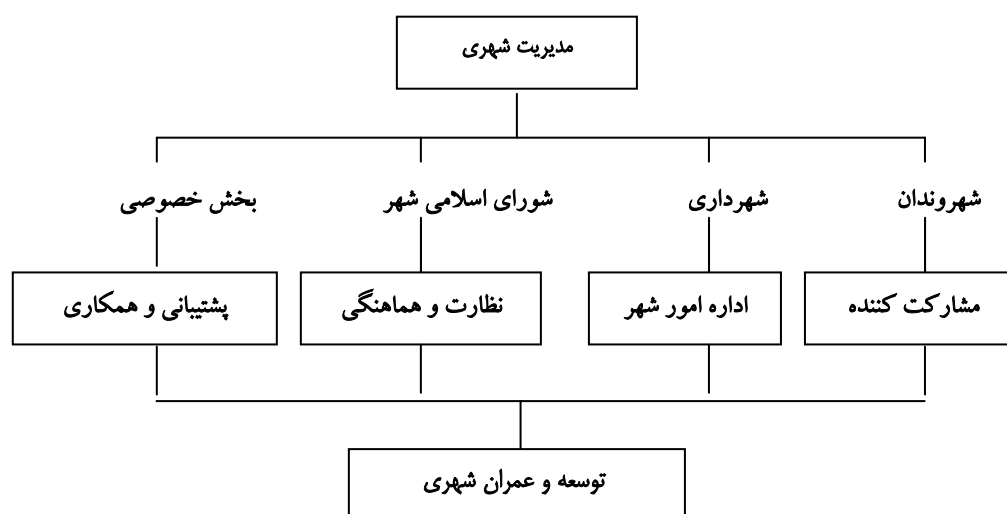 مدیریت شهری
شهروندان
شهرداری
شورای اسلامی شهر
بخش خصوصی
مشارکت کننده
اداره امور شهر
نظارت و هماهنگی
پشتیبانی و همکاری
توسعه و عمران شهری